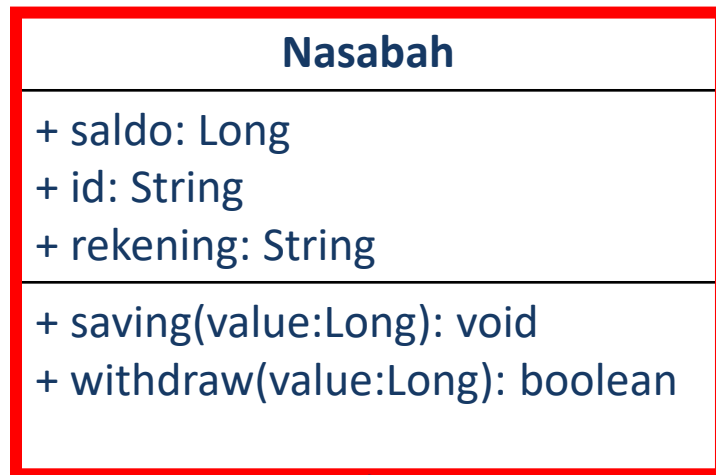 Nasabah
+ saldo: Long
+ id: String
+ rekening: String
+ saving(value:Long): void
+ withdraw(value:Long): boolean